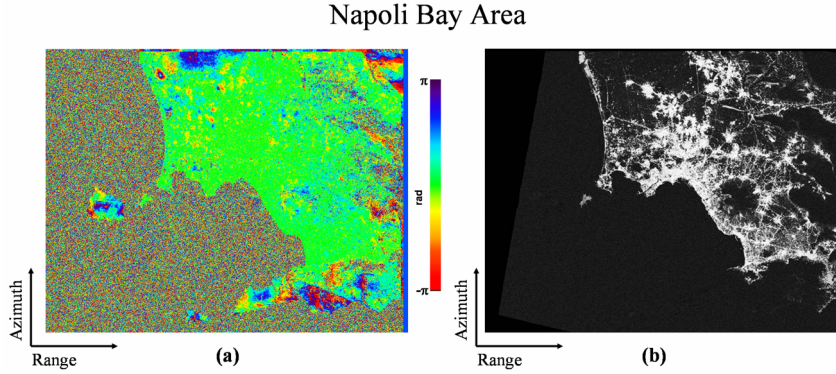 Napoli Bay Area
π
rad
-π
Azimuth
Range
(a)
Azimuth
Range
(b)